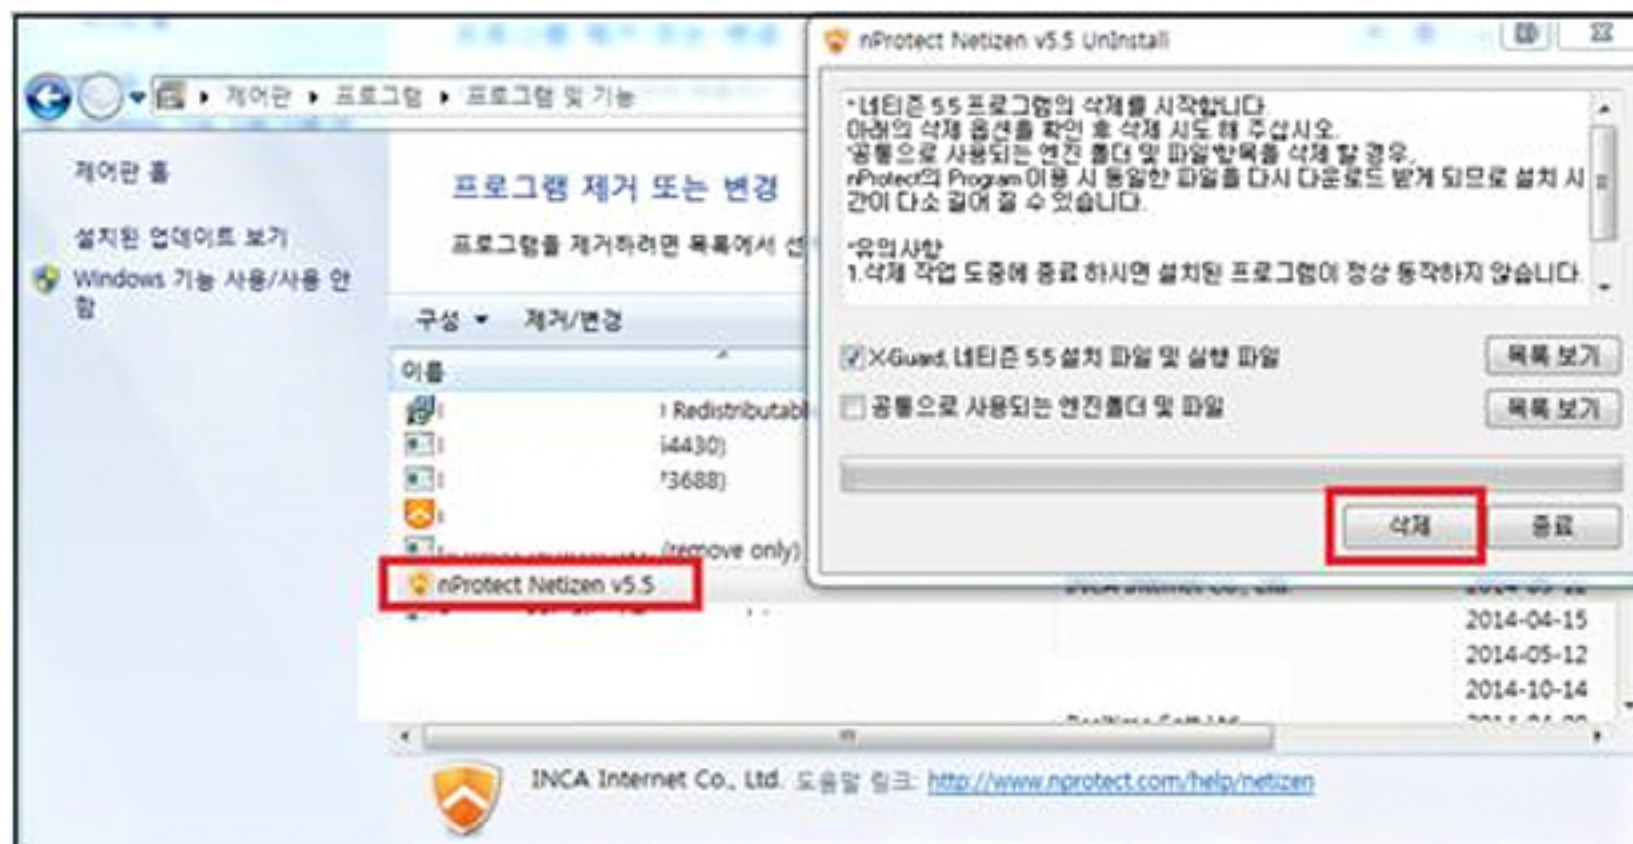 nProtect Netizen v5.5 UnInstall
제어판 ▸ 프로그램 ▸ 프로그램 및 기능
제어판 홈
설치된 업데이트 보기
Windows 기능 사용/사용 안
함
프로그램 제거 또는 변경
프로그램을 제거하려면 목록에서 선
구성 제거/변경
이름
Redistributabl
4430)
3688)
(remove only)
nProtect Netizen v5.5
*네티즌 5.5 프로그램의 삭제를 시작합니다.
아래의 삭제 옵션을 확인 후 삭제 시도 해 주십시오.
'공통으로 사용되는 엔진 폴더 및 파일'항목을 삭제 할 경우,
nProtect의 Program 이용 시 동일한 파일을 다시 다운로드 받게 되므로 설치 시
간이 다소 길어 질 수 있습니다.
*유의사항
1.삭제 작업 도중에 종료 하시면 설치된 프로그램이 정상 동작하지 않습니다.
X-Guard, 네티즌 5.5 설치 파일 및 실행 파일 목록 보기
공통으로 사용되는 엔진폴더 및 파일 목록 보기
삭제 종료
INCA Internet Co., Ltd.
2014-04-15
2014-05-12
2014-10-14
INCA Internet Co., Ltd. 도움말 링크: http://www.nprotect.com/help/netizen